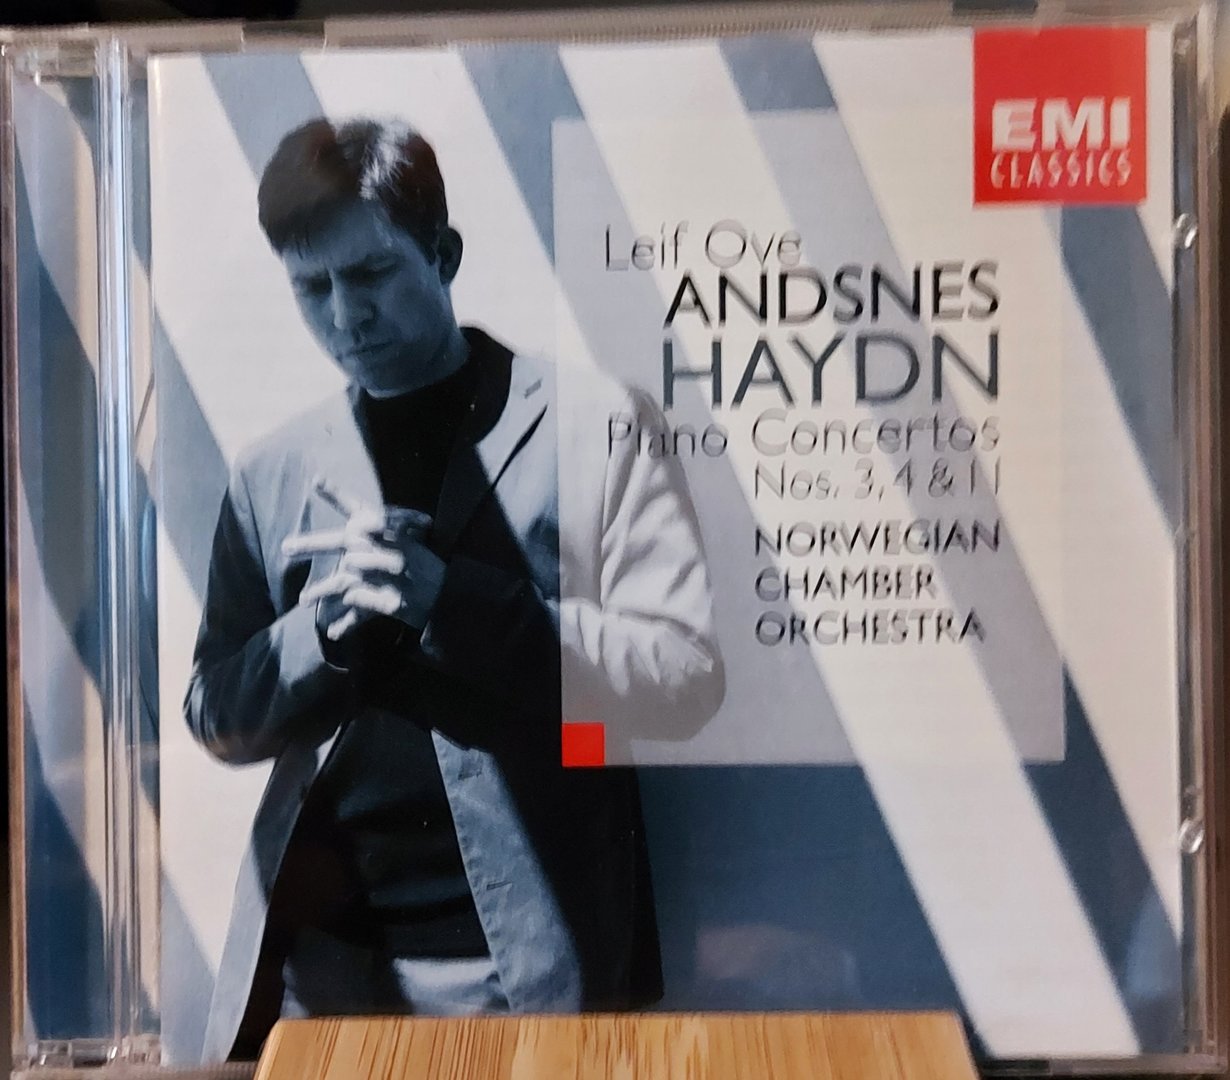 EMI
CLASSICS
Leif Ove
ANDSNES
HAYDN
Piano Concertos
Nos. 3, 4 & 11
NORWEGIAN
CHAMBER
ORCHESTRA